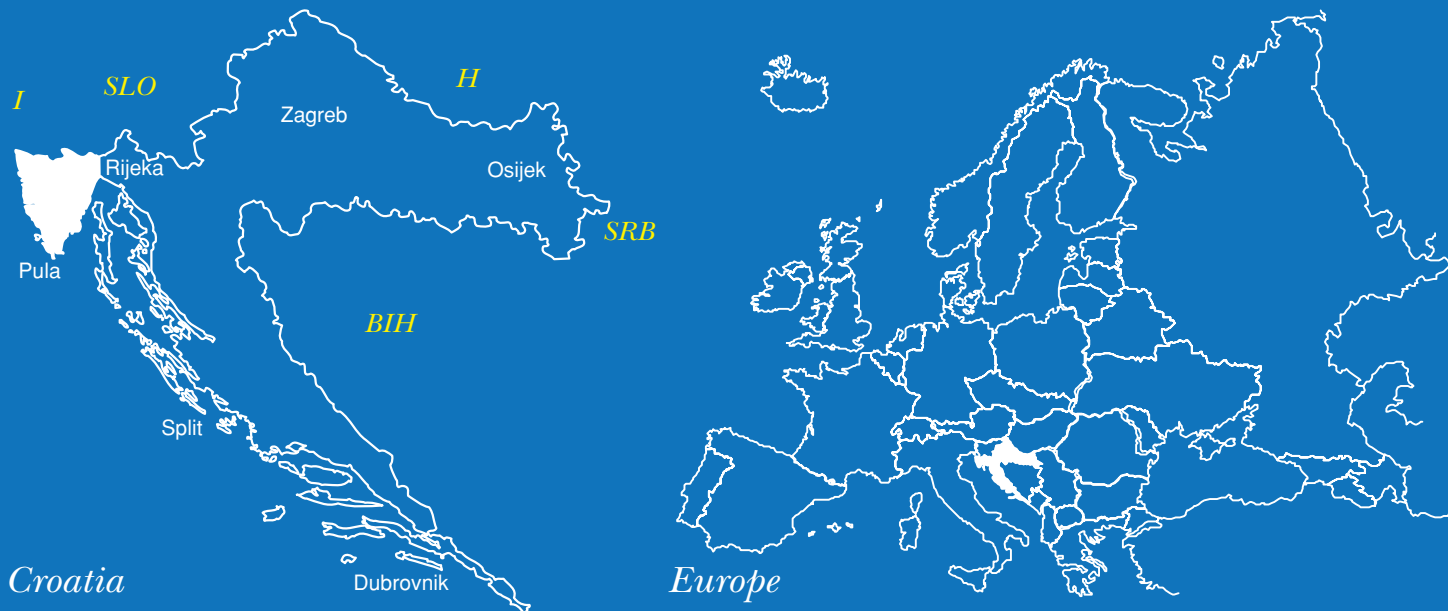 I
SLO
H
Zagreb
Rijeka
Osijek
SRB
Pula
BIH
Split
Croatia
Dubrovnik
Europe